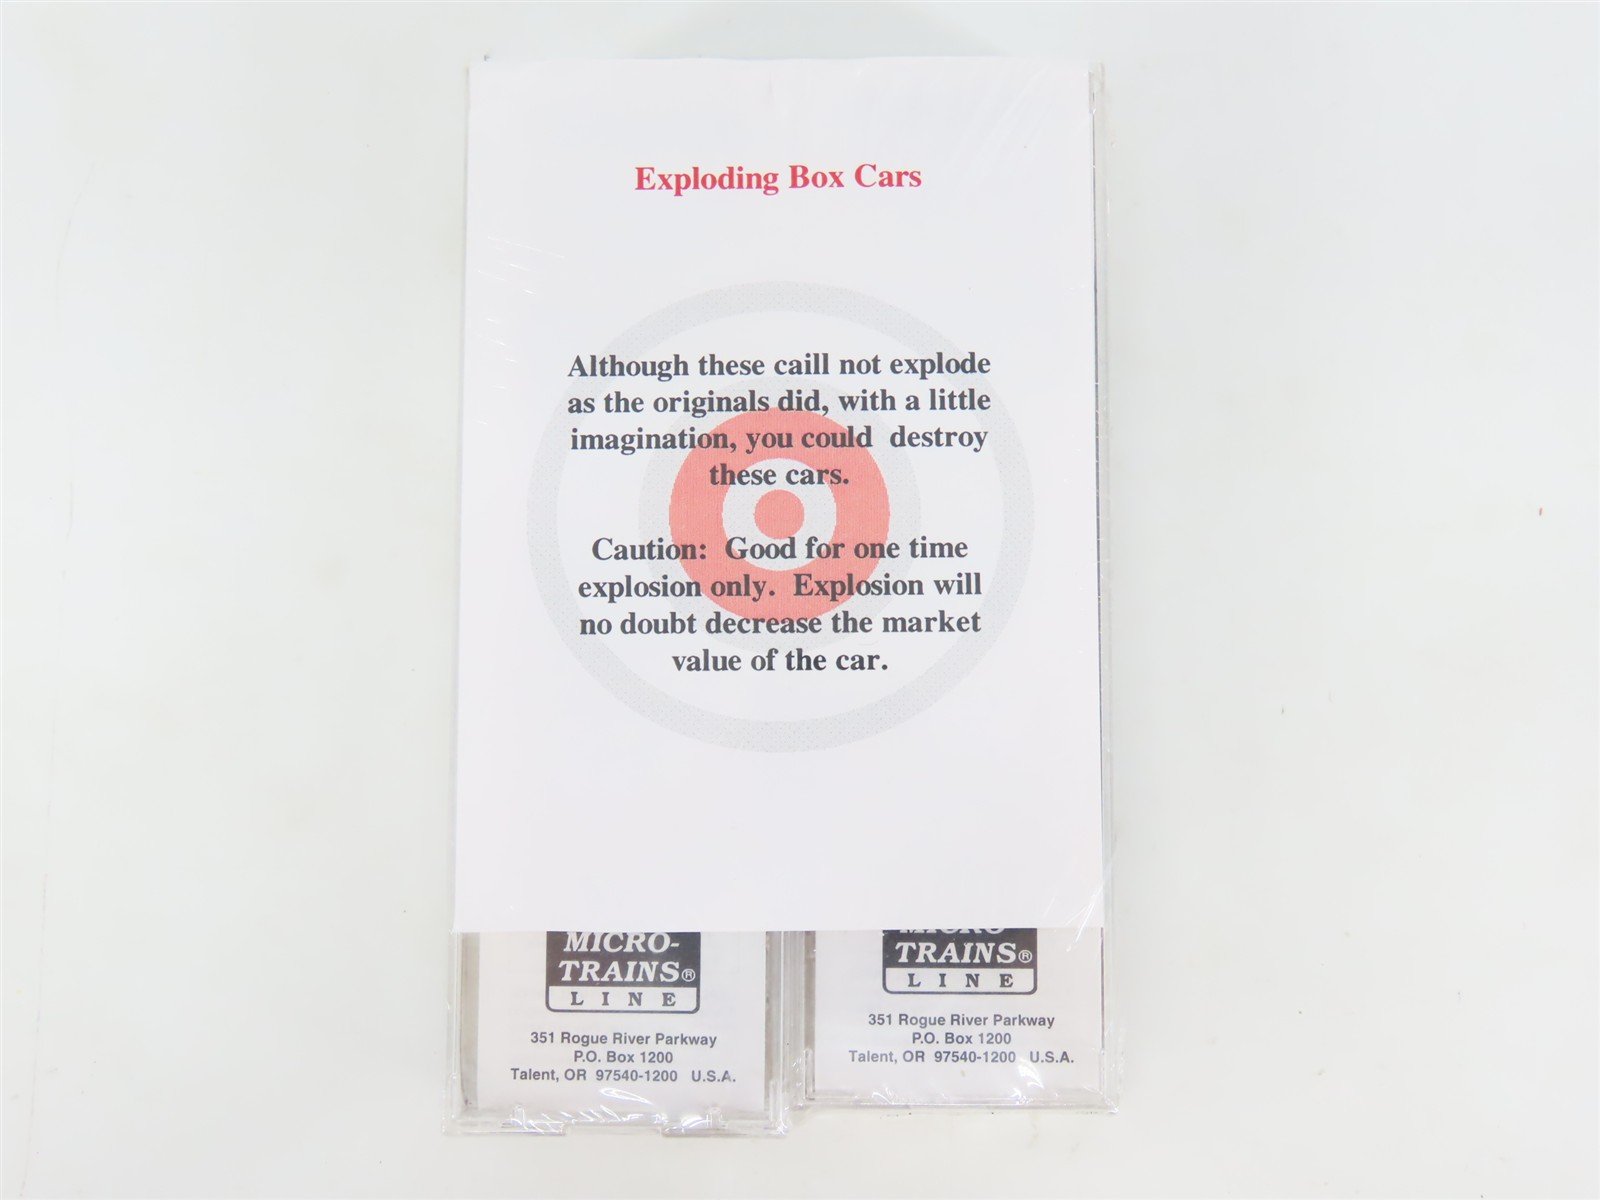 Exploding Box Cars
Although these caill not explode
as the originals did, with a little
imagination, you could destroy
these cars.
Caution: Good for one time
explosion only. Explosion will
no doubt decrease the market
value of the car.
MICRO-
TRAINS®
LINE
351 Rogue River Parkway
P.O. Box 1200
Talent, OR 97540-1200 U.S.A.
MICRO-
TRAINS®
LINE
351 Rogue River Parkway
P.O. Box 1200
Talent, OR 97540-1200 U.S.A.